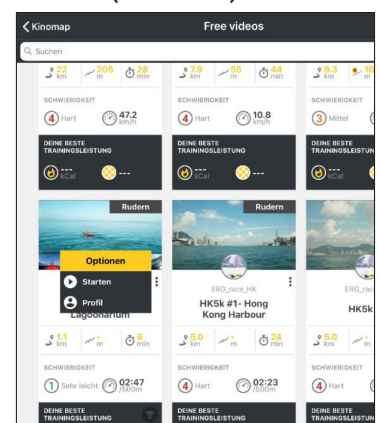 Kinomap
Free videos
Suchen
22 km 205 m 28 min
7.9 km 55 m 44 min
9.3 km
SCHWIERIGKEIT
4 Hart 47.2 km/h
SCHWIERIGKEIT
4 Hart 10.8 km/h
SCHWIERIGKEIT
3 Mittel
DEINE BESTE
TRAININGSLEISTUNG
--- kCal ---
DEINE BESTE
TRAININGSLEISTUNG
--- kCal ---
DEINE BESTE
TRAININGSLEISTUN
--- kCal
Rudern
Optionen
Starten
Profil
Lagoonarium
1.1 km - m 6 min
SCHWIERIGKEIT
1 Sehr leicht 02:47 /500m
DEINE BESTE
TRAININGSLEISTUNG
Rudern
ERG_race_HK
HK5k #1- Hong
Kong Harbour
5.0 km - m 24 min
SCHWIERIGKEIT
4 Hart 02:23 /500m
DEINE BESTE
TRAININGSLEISTUNG
ERG_rac
HK5k
5.0 km - m
SCHWIERIGKEIT
4 Hart
DEINE BESTE
TRAININGSLEISTUN